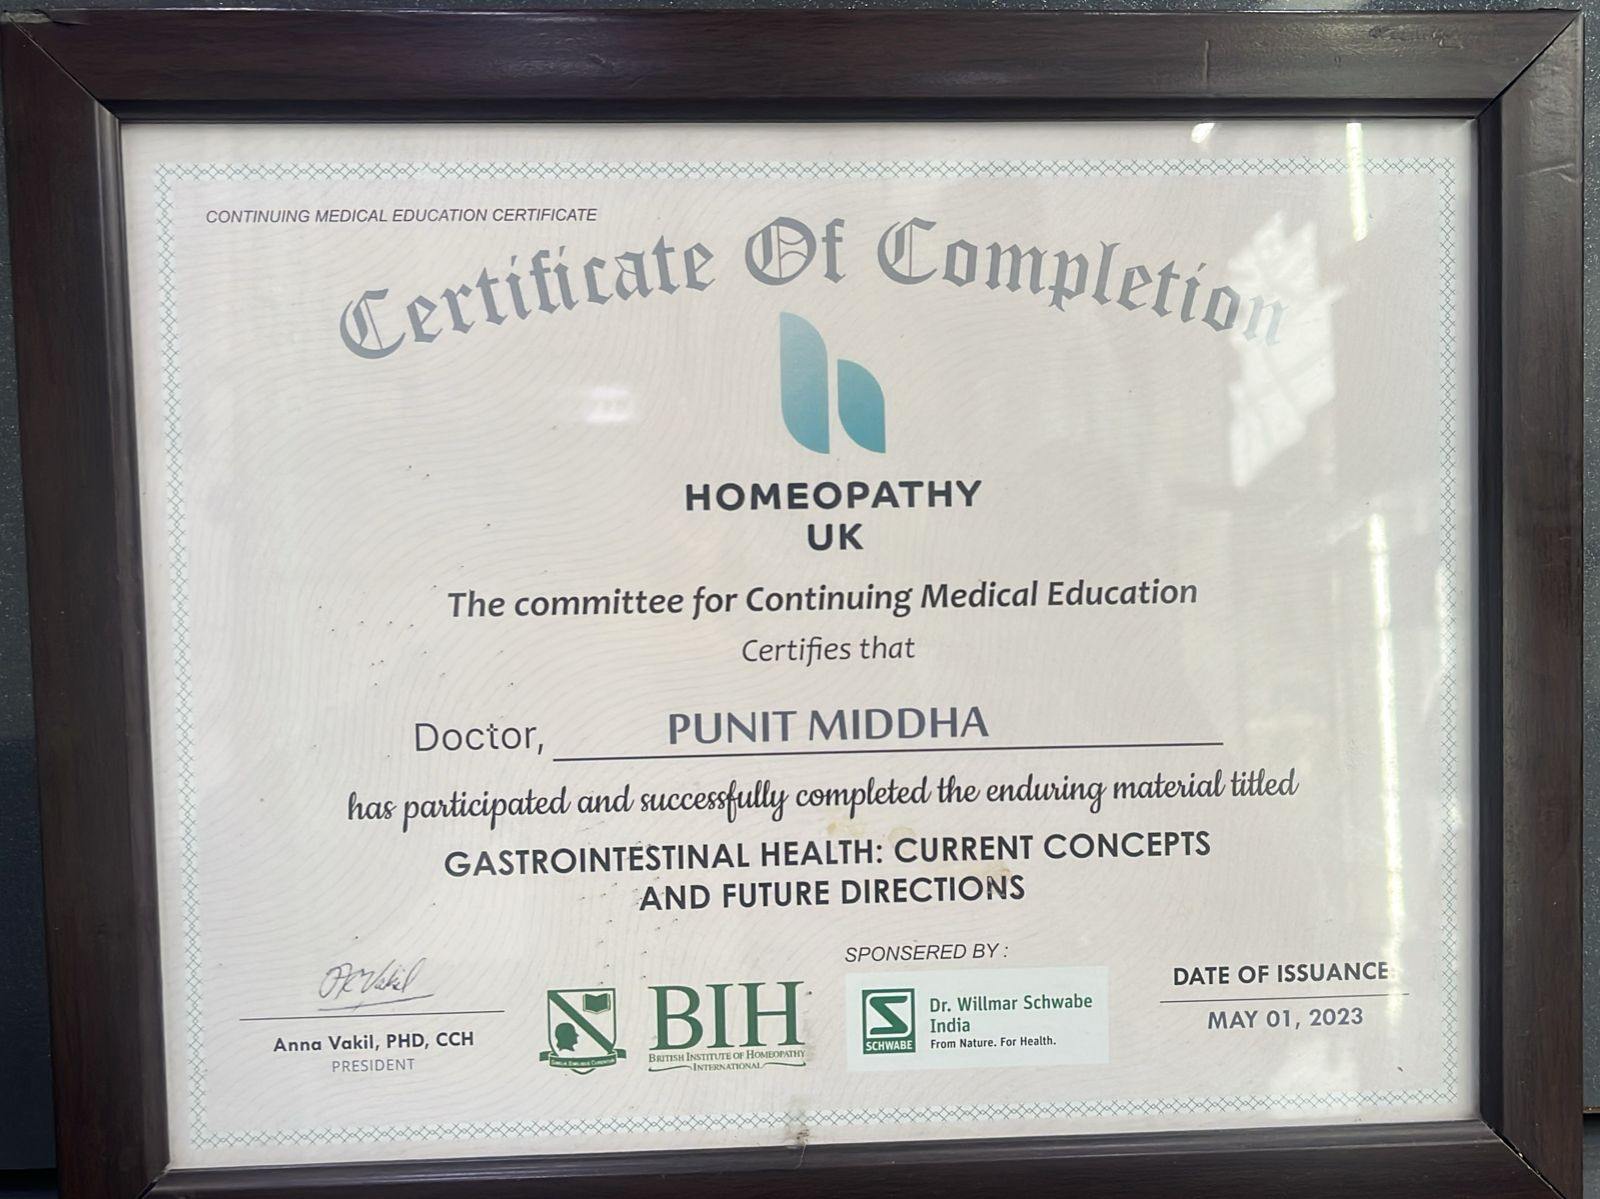 CONTINUING MEDICAL EDUCATION CERTIFICATE
Certificate Of Completion
HOMEOPATHY
UK
The committee for Continuing Medical Education
Certifies that
Doctor, PUNIT MIDDHA
has participated and successfully completed the enduring material titled
GASTROINTESTINAL HEALTH: CURRENT CONCEPTS
AND FUTURE DIRECTIONS
Anna Vakil, PHD, CCH
PRESIDENT
BIH
BRITISH INSTITUTE OF HOMEOPATHY
INTERNATIONAL
SPONSERED BY :
SCHWABE
Dr. Willmar Schwabe
India
From Nature. For Health.
DATE OF ISSUANCE
MAY 01, 2023